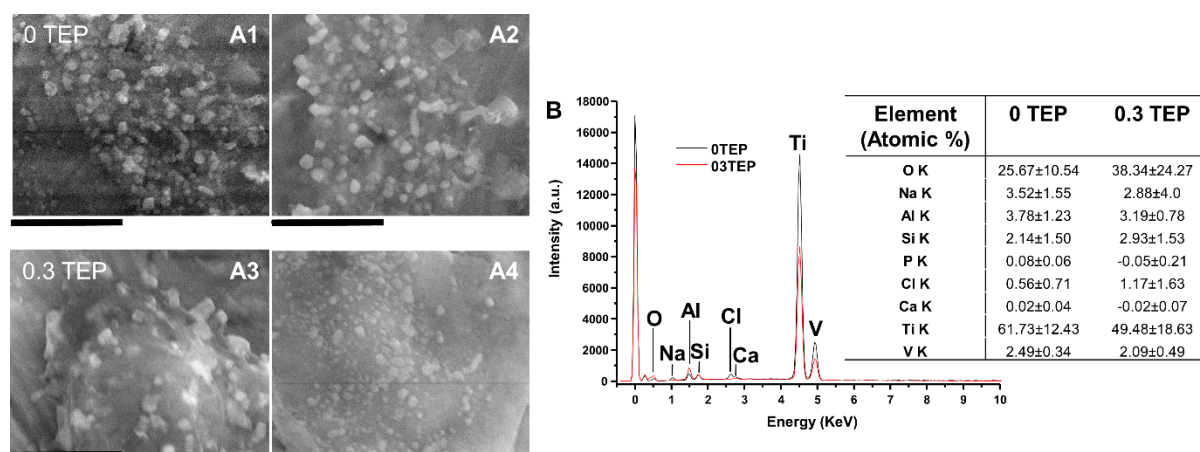 0 TEP A1
A2
0.3 TEP A3
A4
B
18000
16000
14000
12000
10000
8000
6000
4000
2000
0
Intensity (a.u.)
0 1 2 3 4 5 6 7 8 9 10
Energy (KeV)
0TEP
03TEP
O
Na
Al
Si
Cl
Ca
Ti
V
Element (Atomic %) 0 TEP 0.3 TEP
O K 25.67±10.54 38.34±24.27
Na K 3.52±1.55 2.88±4.0
Al K 3.78±1.23 3.19±0.78
Si K 2.14±1.50 2.93±1.53
P K 0.08±0.06 -0.05±0.21
Cl K 0.56±0.71 1.17±1.63
Ca K 0.02±0.04 -0.02±0.07
Ti K 61.73±12.43 49.48±18.63
V K 2.49±0.34 2.09±0.49